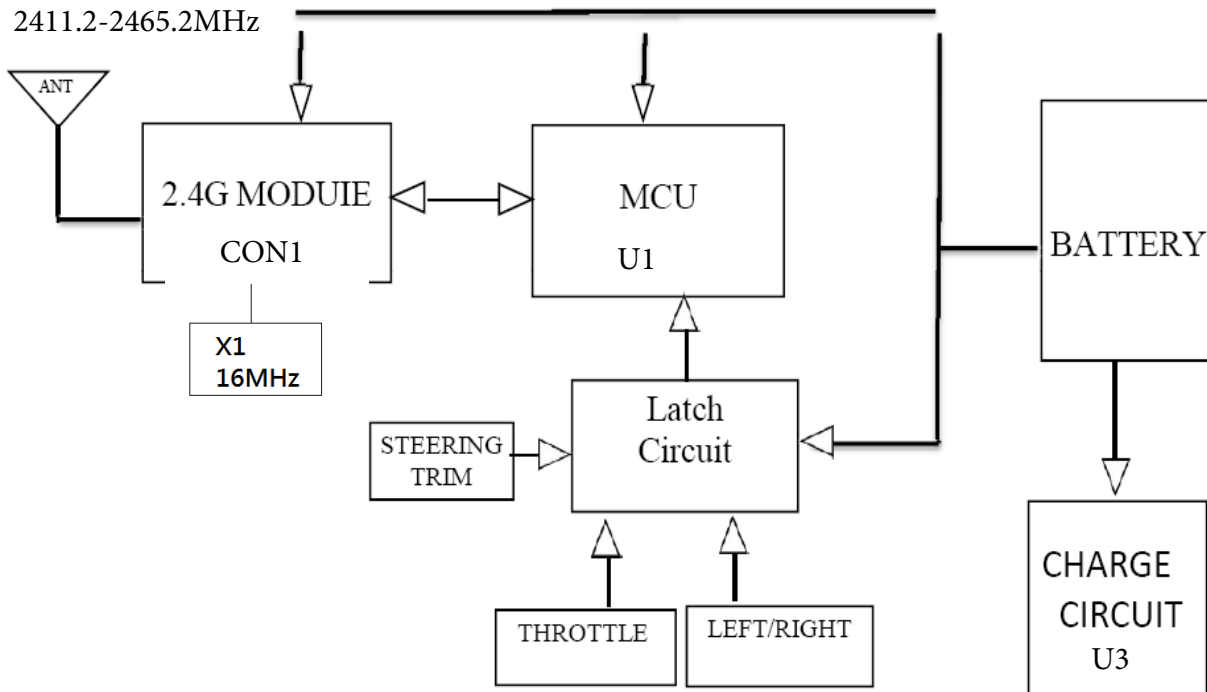 2411.2-2465.2MHz
ANT
2.4G MODUIE
CON1
MCU
U1
BATTERY
X1
16MHz
Latch
Circuit
STEERING
TRIM
CHARGE
CIRCUIT
U3
THROTTLE
LEFT/RIGHT